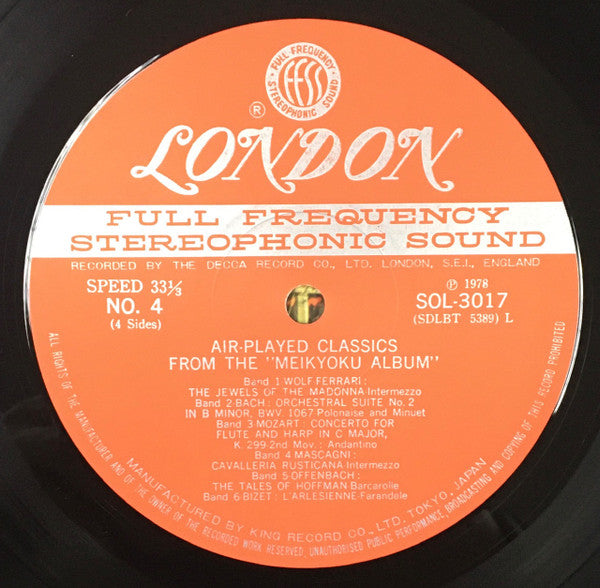 FULL FREQUENCY
FFSS
STEREOPHONIC SOUND
®
LONDON
FULL FREQUENCY
STEREOPHONIC SOUND
RECORDED BY THE DECCA RECORD CO., LTD. LONDON, S.E.I., ENGLAND
SPEED 33⅓
NO. 4
(4 Sides)
Ⓟ 1978
SOL-3017
(SDLBT 5389) L
AIR-PLAYED CLASSICS
FROM THE "MEIKYOKU ALBUM"
Band 1 WOLF-FERRARI:
THE JEWELS OF THE MADONNA-Intermezzo
Band 2-BACH: ORCHESTRAL SUITE No. 2
IN B MINOR, BWV. 1067 Polonaise and Minuet
Band 3 MOZART: CONCERTO FOR
FLUTE AND HARP IN C MAJOR,
K. 299-2nd Mov.: Andantino
Band 4 MASCAGNI:
CAVALLERIA RUSTICANA-Intermezzo
Band 5-OFFENBACH:
THE TALES OF HOFFMAN Barcarolle
Band 6 BIZET: L'ARLESIENNE-Farandole
MANUFACTURED BY KING RECORD CO., LTD. TOKYO, JAPAN
ALL RIGHTS OF THE MANUFACTURER AND OF THE OWNER OF THE RECORDED WORK RESERVED. UNAUTHORISED PUBLIC PERFORMANCE, BROADCASTING AND COPYING OF THIS RECORD PROHIBITED